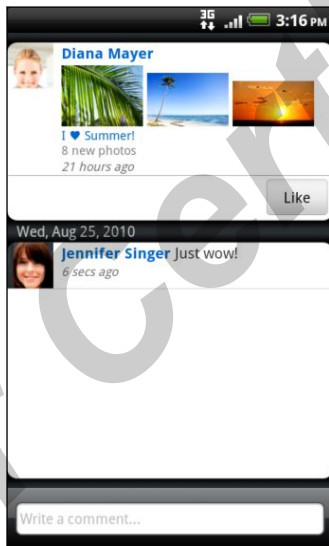 3G 3:16 PM
Diana Mayer
I ♥ Summer!
8 new photos
21 hours ago
Like
Wed, Aug 25, 2010
Jennifer Singer Just wow!
6 secs ago
Write a comment...